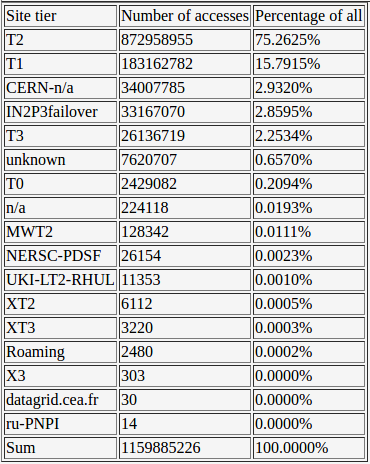 Site tier Number of accesses Percentage of all
T2 872958955 75.2625%
T1 183162782 15.7915%
CERN-n/a 34007785 2.9320%
IN2P3failover 33167070 2.8595%
T3 26136719 2.2534%
unknown 7620707 0.6570%
T0 2429082 0.2094%
n/a 224118 0.0193%
MWT2 128342 0.0111%
NERSC-PDSF 26154 0.0023%
UKI-LT2-RHUL 11353 0.0010%
XT2 6112 0.0005%
XT3 3220 0.0003%
Roaming 2480 0.0002%
X3 303 0.0000%
datagrid.cea.fr 30 0.0000%
ru-PNPI 14 0.0000%
Sum 1159885226 100.0000%